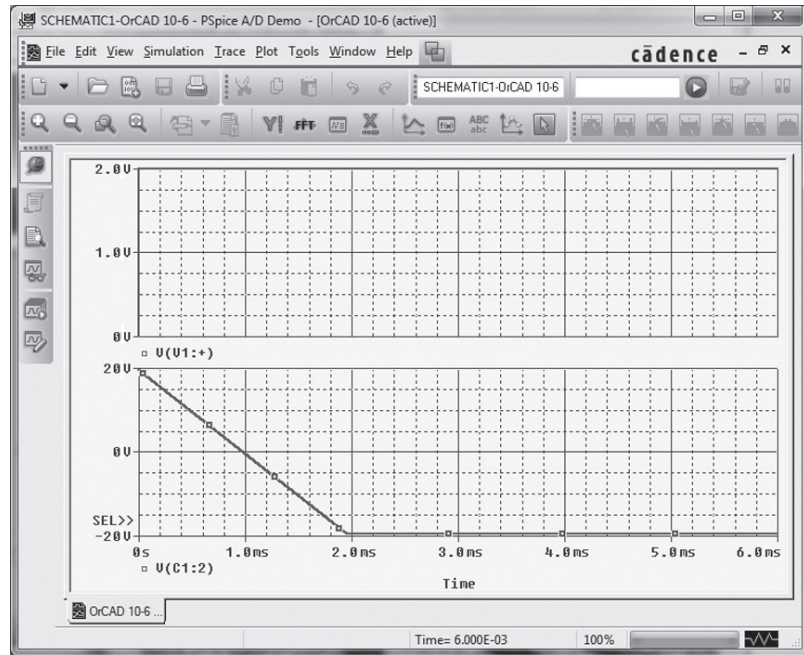 SCHEMATIC1-OrCAD 10-6 - PSpice A/D Demo - [OrCAD 10-6 (active)]
File Edit View Simulation Trace Plot Tools Window Help
cādence
SCHEMATIC1-OrCAD 10-6
FFT
ABC
abc
2.0V
1.0V
0V
V(V1:+)
20V
0V
SEL>>
-20V
0s 1.0ms 2.0ms 3.0ms 4.0ms 5.0ms 6.0ms
V(C1:2)
Time
OrCAD 10-6 ...
Time= 6.000E-03 100%